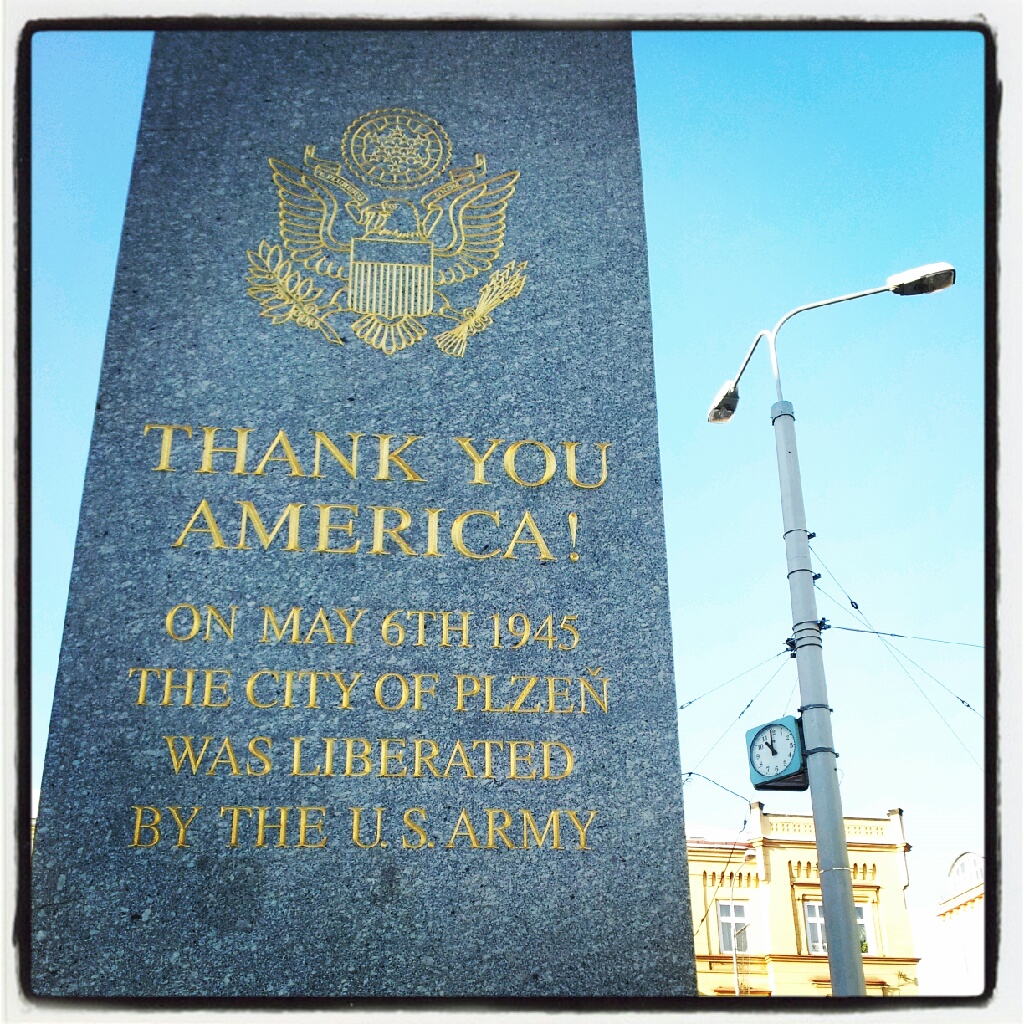 THANK YOU
AMERICA!
ON MAY 6TH 1945
THE CITY OF PLZEŇ
WAS LIBERATED
BY THE U.S. ARMY